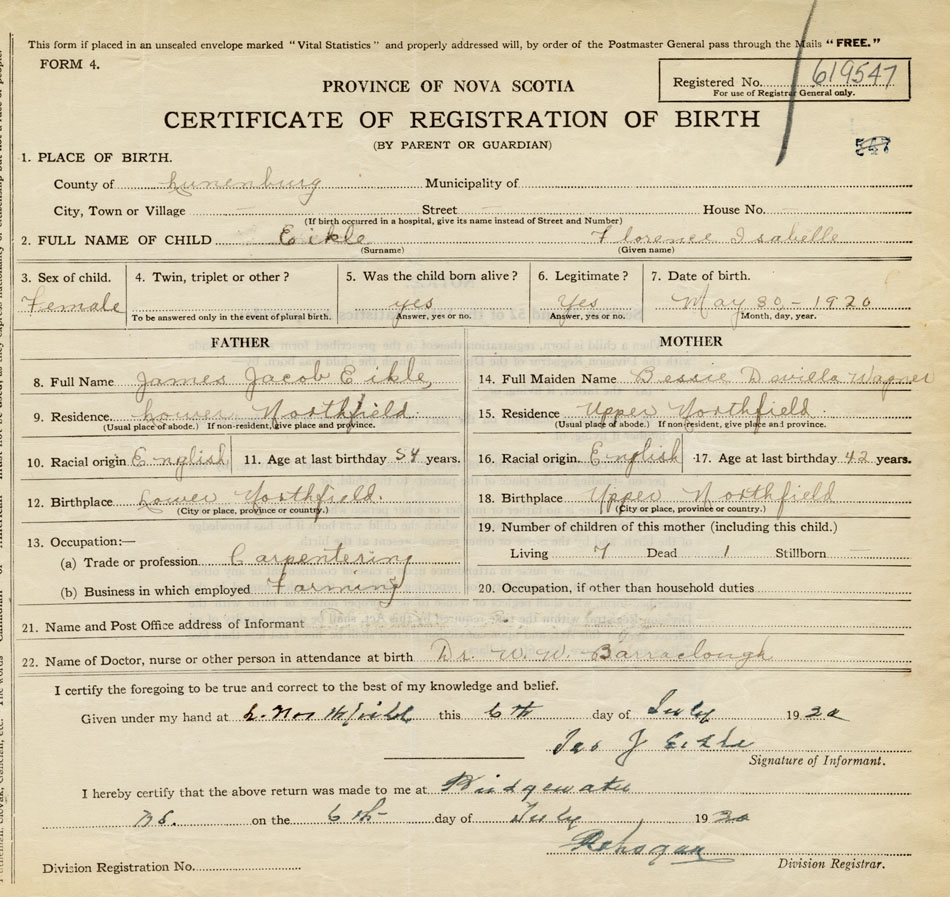 This form if placed in an unsealed envelope marked "Vital Statistics" and properly addressed will, by order of the Postmaster General pass through the Mails "FREE."
FORM 4.
Registered No. 619547
For use of Registrar General only.
PROVINCE OF NOVA SCOTIA
CERTIFICATE OF REGISTRATION OF BIRTH
(BY PARENT OR GUARDIAN)
547
1. PLACE OF BIRTH.
County of Lunenburg Municipality of
City, Town or Village — Street — House No. —
(If birth occurred in a hospital, give its name instead of Street and Number)
2. FULL NAME OF CHILD Eikle Florence Isabelle
(Surname) (Given name)
3. Sex of child. 4. Twin, triplet or other? 5. Was the child born alive? 6. Legitimate? 7. Date of birth.
Female yes Yes May 30, - 1920
To be answered only in the event of plural birth. Answer, yes or no. Answer, yes or no. Month, day, year.
FATHER MOTHER
8. Full Name James Jacob Eikle, 14. Full Maiden Name Bessie Wagner
9. Residence. Lower Northfield. 15. Residence Upper Northfield.
(Usual place of abode.) If non-resident, give place and province. (Usual place of abode.) If non-resident, give place and province.
10. Racial origin English 11. Age at last birthday 54 years. 16. Racial origin. English 17. Age at last birthday 42 years.
12. Birthplace Lower Northfield. 18. Birthplace Upper Northfield
(City or place, province or country.) (City or place, province or country.)
13. Occupation:— 19. Number of children of this mother (including this child.)
(a) Trade or profession Carpentering Living 7 Dead 1 Stillborn —
(b) Business in which employed Farming 20. Occupation, if other than household duties
21. Name and Post Office address of Informant
22. Name of Doctor, nurse or other person in attendance at birth Dr. W. W. Barraclough
I certify the foregoing to be true and correct to the best of my knowledge and belief.
Given under my hand at L. Northfield this 6th day of July 1920
Jas J Eikle
Signature of Informant.
I hereby certify that the above return was made to me at Bridgewater
NS. on the 6th day of July 1920
Division Registration No. Division Registrar.